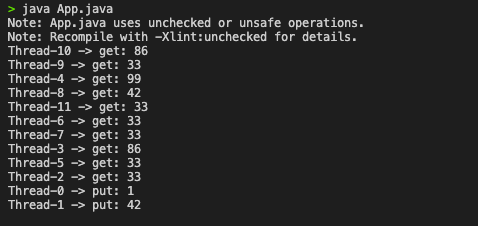 > java App.java
Note: App.java uses unchecked or unsafe operations.
Note: Recompile with -Xlint:unchecked for details.
Thread-10 -> get: 86
Thread-9 -> get: 33
Thread-4 -> get: 99
Thread-8 -> get: 42
Thread-11 -> get: 33
Thread-6 -> get: 33
Thread-7 -> get: 33
Thread-3 -> get: 86
Thread-5 -> get: 33
Thread-2 -> get: 33
Thread-0 -> put: 1
Thread-1 -> put: 42